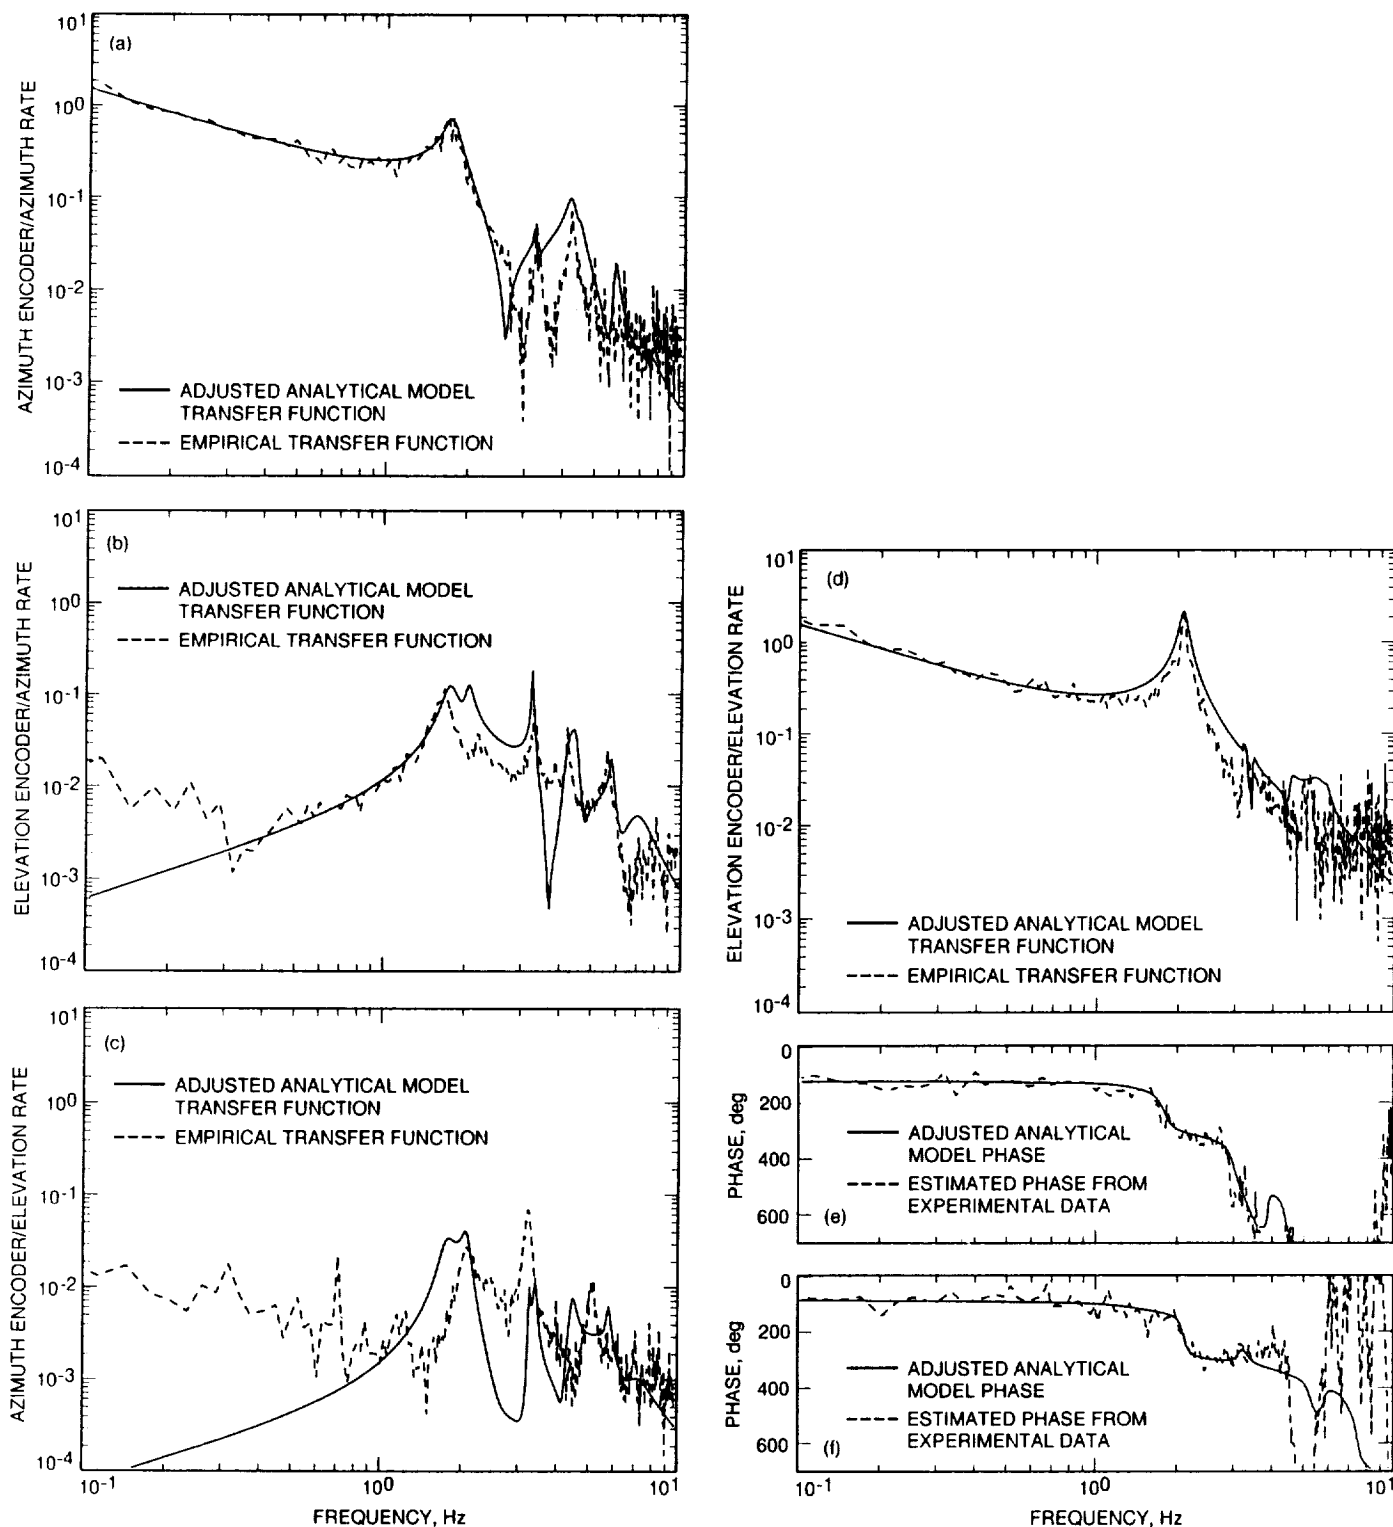 (a)
10¹
10⁰
10⁻¹
10⁻²
10⁻³
10⁻⁴
AZIMUTH ENCODER/AZIMUTH RATE
ADJUSTED ANALYTICAL MODEL
TRANSFER FUNCTION
EMPIRICAL TRANSFER FUNCTION
(b)
10¹
10⁰
10⁻¹
10⁻²
10⁻³
10⁻⁴
ELEVATION ENCODER/AZIMUTH RATE
ADJUSTED ANALYTICAL MODEL
TRANSFER FUNCTION
EMPIRICAL TRANSFER FUNCTION
(c)
10¹
10⁰
10⁻¹
10⁻²
10⁻³
10⁻⁴
AZIMUTH ENCODER/ELEVATION RATE
ADJUSTED ANALYTICAL MODEL
TRANSFER FUNCTION
EMPIRICAL TRANSFER FUNCTION
10⁻¹ 10⁰ 10¹
FREQUENCY, Hz
(d)
10¹
10⁰
10⁻¹
10⁻²
10⁻³
10⁻⁴
ELEVATION ENCODER/ELEVATION RATE
ADJUSTED ANALYTICAL MODEL
TRANSFER FUNCTION
EMPIRICAL TRANSFER FUNCTION
0
200
400
600
PHASE, deg
ADJUSTED ANALYTICAL
MODEL PHASE
ESTIMATED PHASE FROM
EXPERIMENTAL DATA
(e)
0
200
400
600
PHASE, deg
ADJUSTED ANALYTICAL
MODEL PHASE
ESTIMATED PHASE FROM
EXPERIMENTAL DATA
(f)
10⁻¹ 10⁰ 10¹
FREQUENCY, Hz